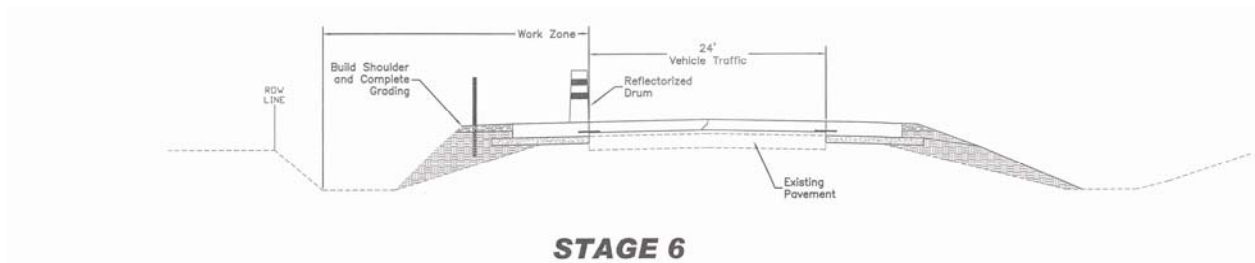 Work Zone
24'
Vehicle Traffic
Build Shoulder
and Complete
Grading
Reflectorized
Drum
ROW
LINE
Existing
Pavement
STAGE 6